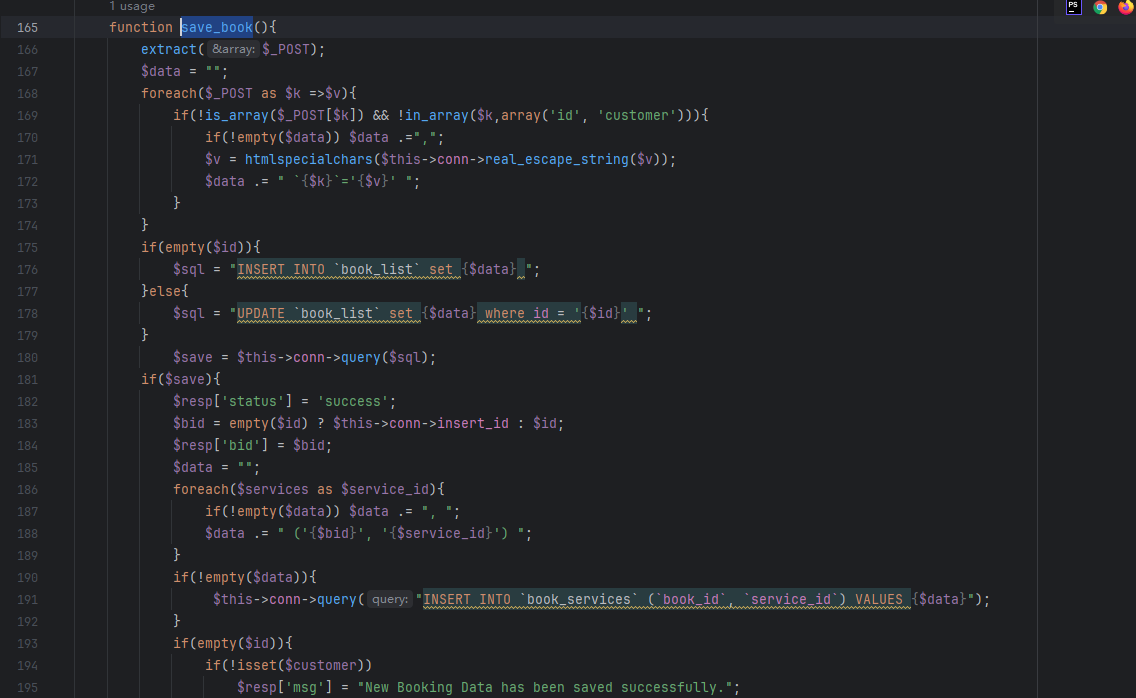 1 usage
PS
165 function save_book(){
166 extract( &array: $_POST);
167 $data = "";
168 foreach($_POST as $k =>$v){
169 if(!is_array($_POST[$k]) && !in_array($k,array('id', 'customer'))){
170 if(!empty($data)) $data .=",";
171 $v = htmlspecialchars($this->conn->real_escape_string($v));
172 $data .= " `{$k}`='{$v}' ";
173 }
174 }
175 if(empty($id)){
176 $sql = "INSERT INTO `book_list` set {$data} ";
177 }else{
178 $sql = "UPDATE `book_list` set {$data} where id = '{$id}' ";
179 }
180 $save = $this->conn->query($sql);
181 if($save){
182 $resp['status'] = 'success';
183 $bid = empty($id) ? $this->conn->insert_id : $id;
184 $resp['bid'] = $bid;
185 $data = "";
186 foreach($services as $service_id){
187 if(!empty($data)) $data .= ", ";
188 $data .= " ('{$bid}', '{$service_id}') ";
189 }
190 if(!empty($data)){
191 $this->conn->query( query: "INSERT INTO `book_services` (`book_id`, `service_id`) VALUES {$data}");
192 }
193 if(empty($id)){
194 if(!isset($customer))
195 $resp['msg'] = "New Booking Data has been saved successfully.";